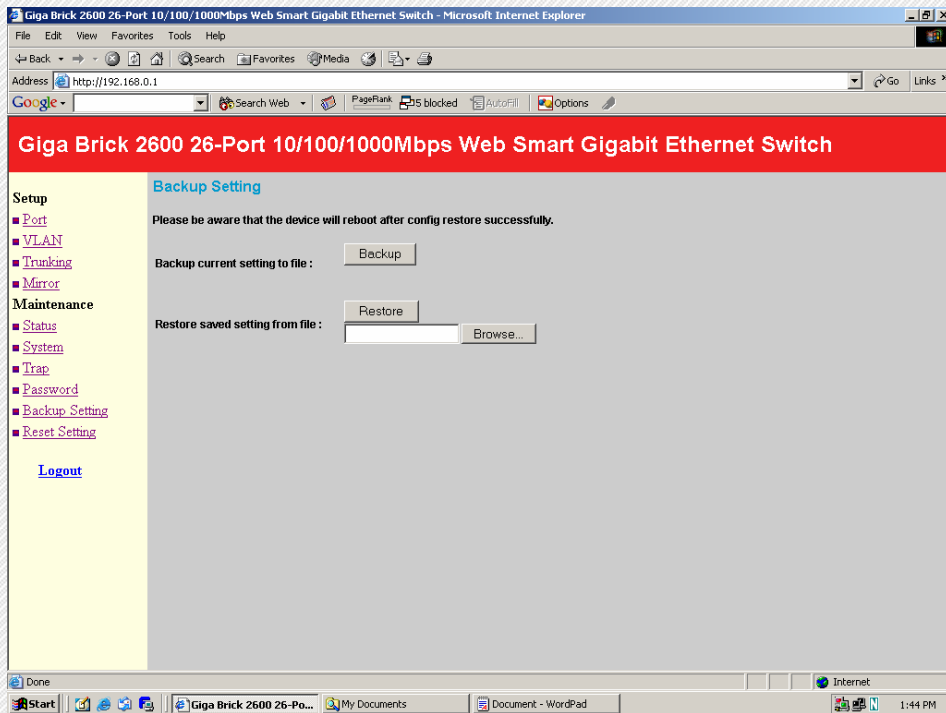 Giga Brick 2600 26-Port 10/100/1000Mbps Web Smart Gigabit Ethernet Switch - Microsoft Internet Explorer
File Edit View Favorites Tools Help
Back Search Favorites Media
Address http://192.168.0.1 Go Links »
Google Search Web PageRank 15 blocked AutoFill Options
Giga Brick 2600 26-Port 10/100/1000Mbps Web Smart Gigabit Ethernet Switch
Setup
Port
VLAN
Trunking
Mirror
Maintenance
Status
System
Trap
Password
Backup Setting
Reset Setting
Logout
Backup Setting
Please be aware that the device will reboot after config restore successfully.
Backup current setting to file : Backup
Restore
Restore saved setting from file : Browse...
Done Internet
Start Giga Brick 2600 26-Po... My Documents Document - WordPad 1:44 PM